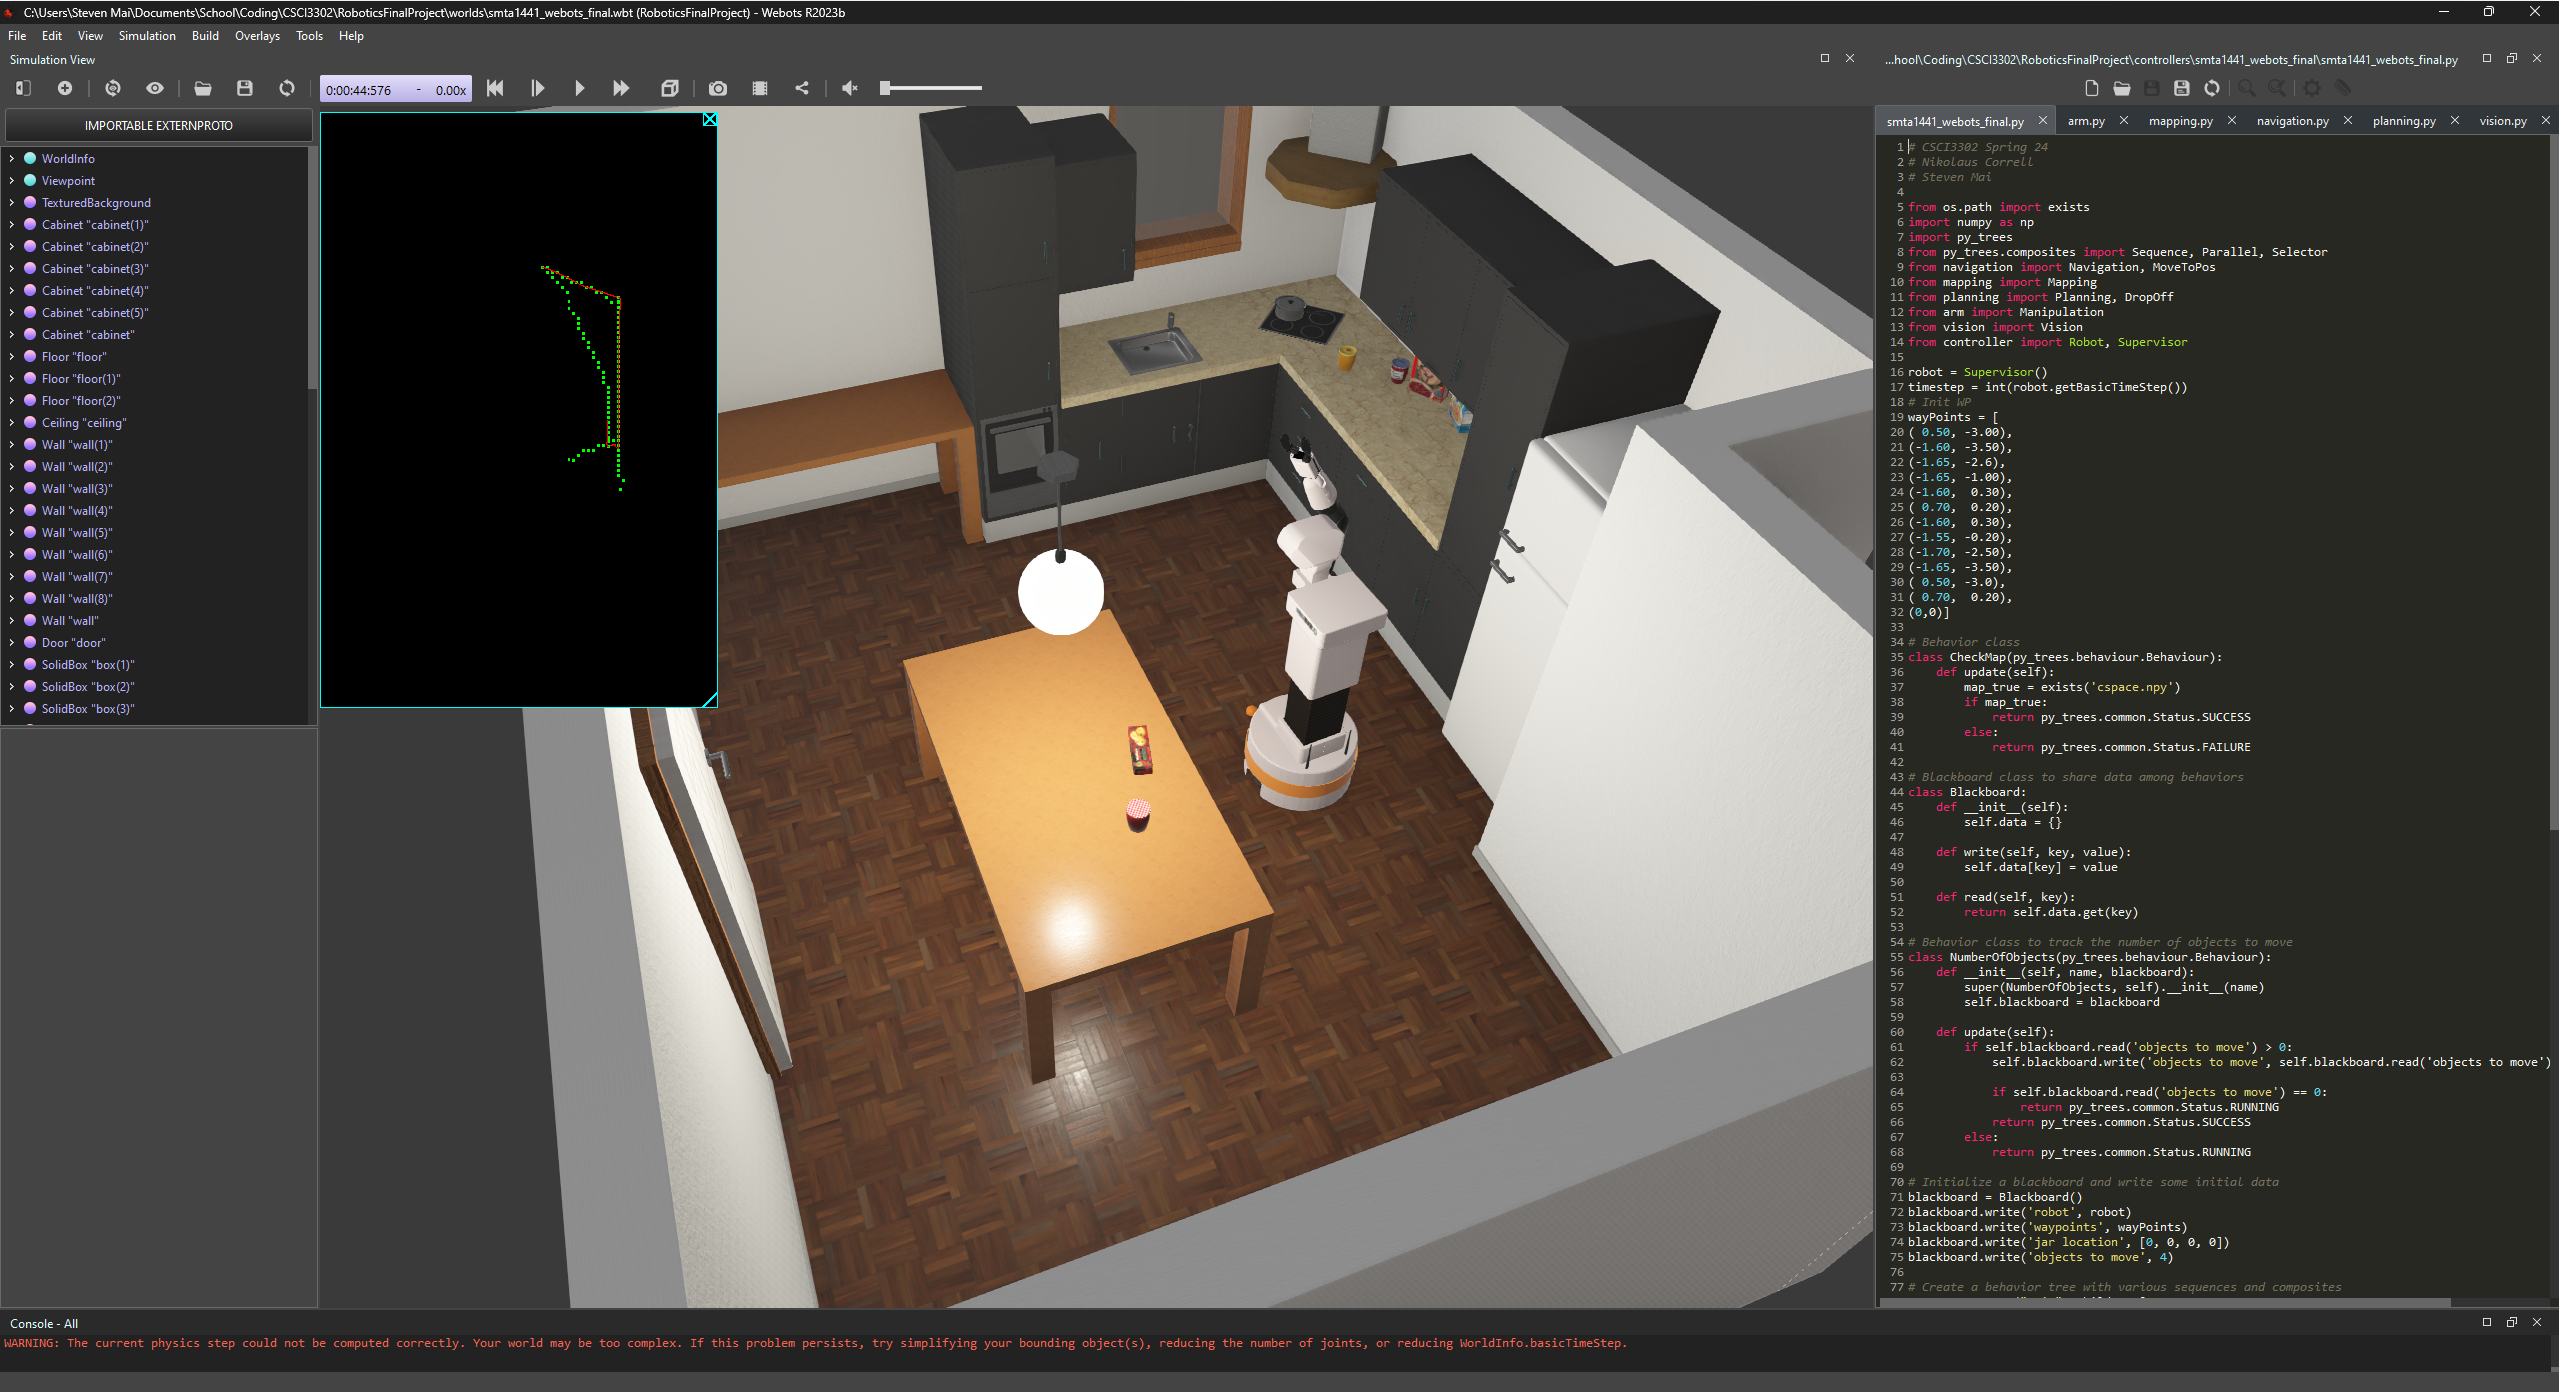 C:\Users\Steven Mai\Documents\School\Coding\CSCI3302\RoboticsFinalProject\worlds\smta1441_webots_final.wbt (RoboticsFinalProject) - Webots R2023b
File Edit View Simulation Build Overlays Tools Help
Simulation View
0:00:44:576 - 0.00x
IMPORTABLE EXTERNPROTO
WorldInfo
Viewpoint
TexturedBackground
Cabinet "cabinet(1)"
Cabinet "cabinet(2)"
Cabinet "cabinet(3)"
Cabinet "cabinet(4)"
Cabinet "cabinet(5)"
Cabinet "cabinet"
Floor "floor"
Floor "floor(1)"
Floor "floor(2)"
Ceiling "ceiling"
Wall "wall(1)"
Wall "wall(2)"
Wall "wall(3)"
Wall "wall(4)"
Wall "wall(5)"
Wall "wall(6)"
Wall "wall(7)"
Wall "wall(8)"
Wall "wall"
Door "door"
SolidBox "box(1)"
SolidBox "box(2)"
SolidBox "box(3)"
...hool\Coding\CSCI3302\RoboticsFinalProject\controllers\smta1441_webots_final\smta1441_webots_final.py
smta1441_webots_final.py arm.py mapping.py navigation.py planning.py vision.py
1 # CSCI3302 Spring 24
2 # Nikolaus Correll
3 # Steven Mai
4
5 from os.path import exists
6 import numpy as np
7 import py_trees
8 from py_trees.composites import Sequence, Parallel, Selector
9 from navigation import Navigation, MoveToPos
10 from mapping import Mapping
11 from planning import Planning, DropOff
12 from arm import Manipulation
13 from vision import Vision
14 from controller import Robot, Supervisor
15
16 robot = Supervisor()
17 timestep = int(robot.getBasicTimeStep())
18 # Init WP
19 wayPoints = [
20 ( 0.50, -3.00),
21 (-1.60, -3.50),
22 (-1.65, -2.6),
23 (-1.65, -1.00),
24 (-1.60,  0.30),
25 ( 0.70,  0.20),
26 (-1.60,  0.30),
27 (-1.55, -0.20),
28 (-1.70, -2.50),
29 (-1.65, -3.50),
30 ( 0.50, -3.0),
31 ( 0.70,  0.20),
32 (0,0)]
33
34 # Behavior class
35 class CheckMap(py_trees.behaviour.Behaviour):
36     def update(self):
37         map_true = exists('cspace.npy')
38         if map_true:
39             return py_trees.common.Status.SUCCESS
40         else:
41             return py_trees.common.Status.FAILURE
42
43 # Blackboard class to share data among behaviors
44 class Blackboard:
45     def __init__(self):
46         self.data = {}
47
48     def write(self, key, value):
49         self.data[key] = value
50
51     def read(self, key):
52         return self.data.get(key)
53
54 # Behavior class to track the number of objects to move
55 class NumberOfObjects(py_trees.behaviour.Behaviour):
56     def __init__(self, name, blackboard):
57         super(NumberOfObjects, self).__init__(name)
58         self.blackboard = blackboard
59
60     def update(self):
61         if self.blackboard.read('objects to move') > 0:
62             self.blackboard.write('objects to move', self.blackboard.read('objects to move')
63
64             if self.blackboard.read('objects to move') == 0:
65                 return py_trees.common.Status.RUNNING
66             return py_trees.common.Status.SUCCESS
67         else:
68             return py_trees.common.Status.RUNNING
69
70 # Initialize a blackboard and write some initial data
71 blackboard = Blackboard()
72 blackboard.write('robot', robot)
73 blackboard.write('waypoints', wayPoints)
74 blackboard.write('jar location', [0, 0, 0, 0])
75 blackboard.write('objects to move', 4)
76
77 # Create a behavior tree with various sequences and composites
Console - All
WARNING: The current physics step could not be computed correctly. Your world may be too complex. If this problem persists, try simplifying your bounding object(s), reducing the number of joints, or reducing WorldInfo.basicTimeStep.